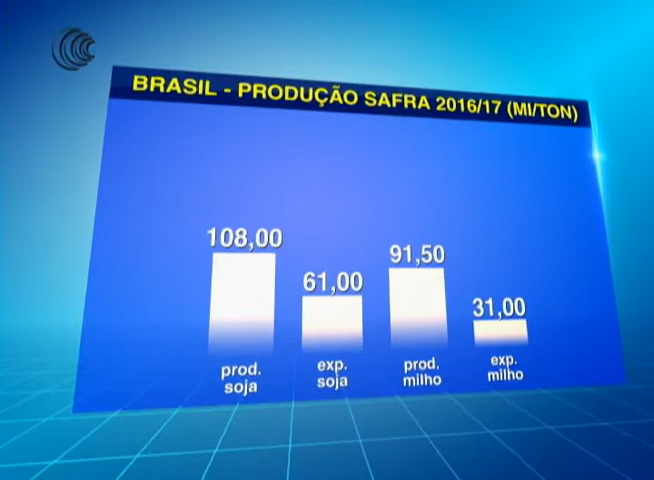 BRASIL - PRODUÇÃO SAFRA 2016/17 (MI/TON)
108,00
61,00
91,50
31,00
prod.
soja
exp.
soja
prod.
milho
exp.
milho